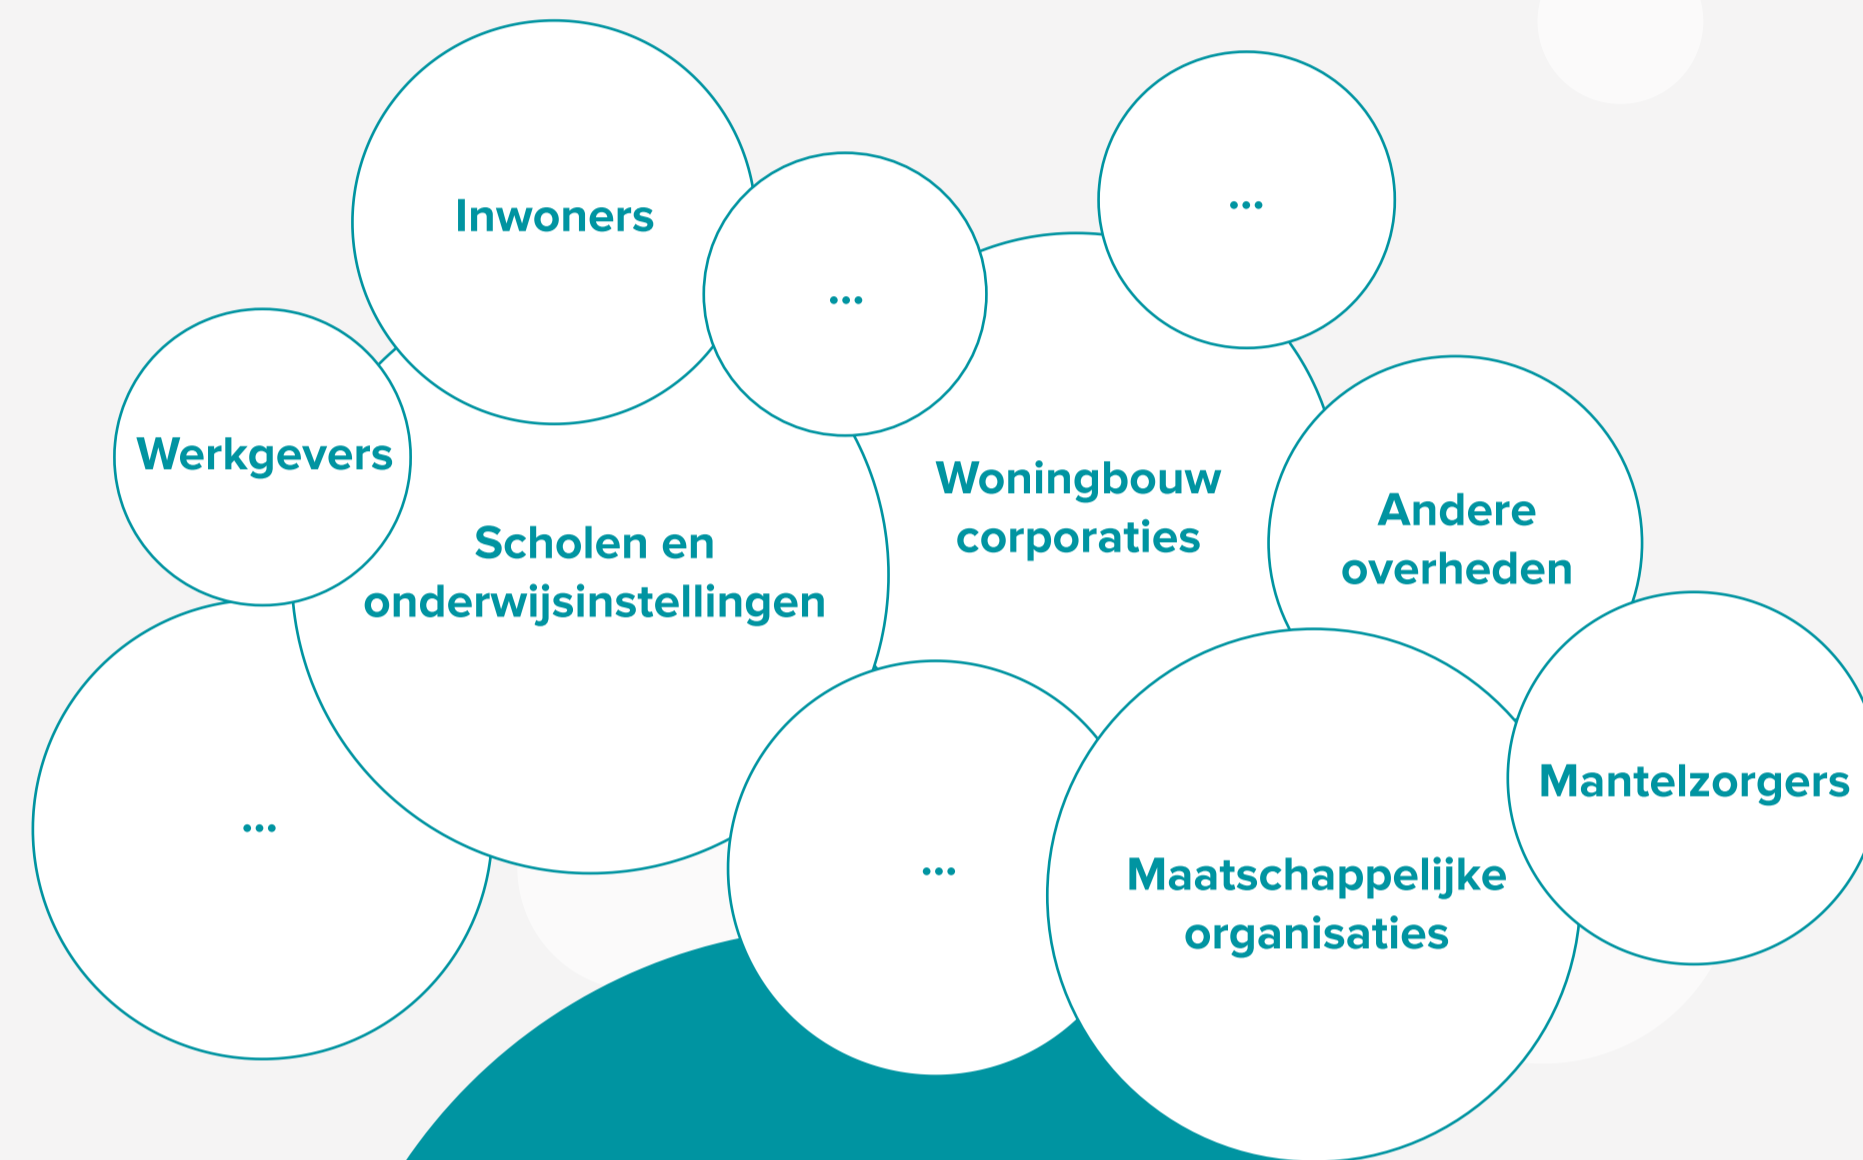 Inwoners
...
...
Werkgevers
Scholen en
onderwijsinstellingen
Woningbouw
corporaties
Andere
overheden
...
...
Maatschappelijke
organisaties
Mantelzorgers